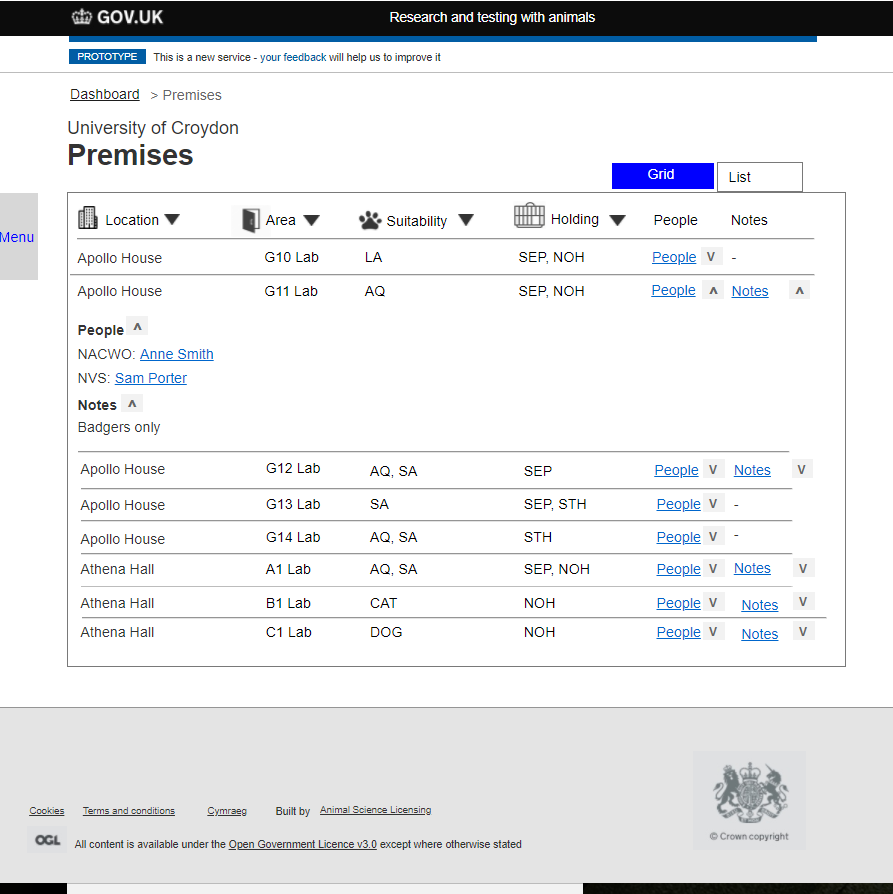 GOV.UK
Research and testing with animals
PROTOTYPE This is a new service - your feedback will help us to improve it
Dashboard > Premises
University of Croydon
Premises
Grid List
Menu
Location Area Suitability Holding People Notes
Apollo House G10 Lab LA SEP, NOH People V -
Apollo House G11 Lab AQ SEP, NOH People ʌ Notes ʌ
People ʌ
NACWO: Anne Smith
NVS: Sam Porter
Notes ʌ
Badgers only
Apollo House G12 Lab AQ, SA SEP People V Notes V
Apollo House G13 Lab SA SEP, STH People V -
Apollo House G14 Lab AQ, SA STH People V -
Athena Hall A1 Lab AQ, SA SEP, NOH People V Notes V
Athena Hall B1 Lab CAT NOH People V Notes V
Athena Hall C1 Lab DOG NOH People V Notes V
Cookies Terms and conditions Cymraeg Built by Animal Science Licensing
OGL All content is available under the Open Government Licence v3.0 except where otherwise stated
© Crown copyright